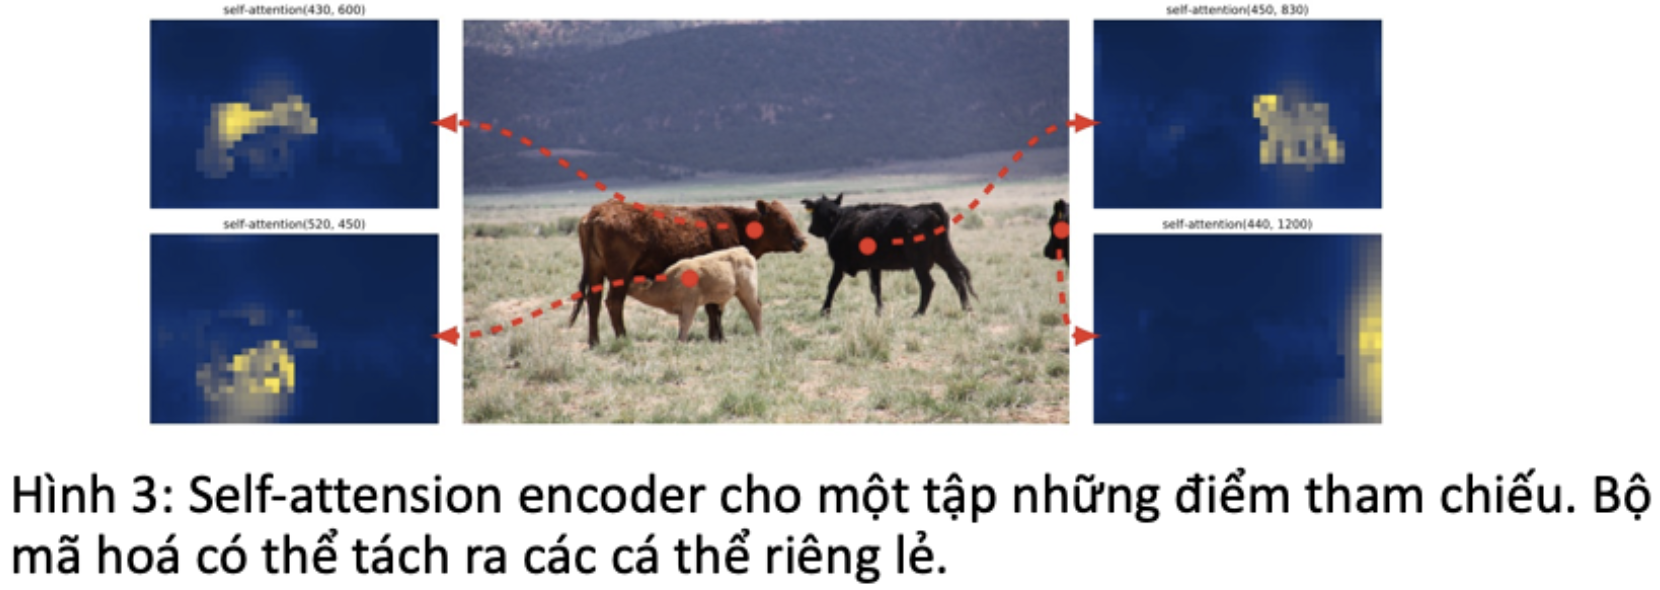 self-attention(430, 600)
self-attention(450, 830)
self-attention(520, 450)
self-attention(440, 1200)
Hình 3: Self-attension encoder cho một tập những điểm tham chiếu. Bộ
mã hoá có thể tách ra các cá thể riêng lẻ.